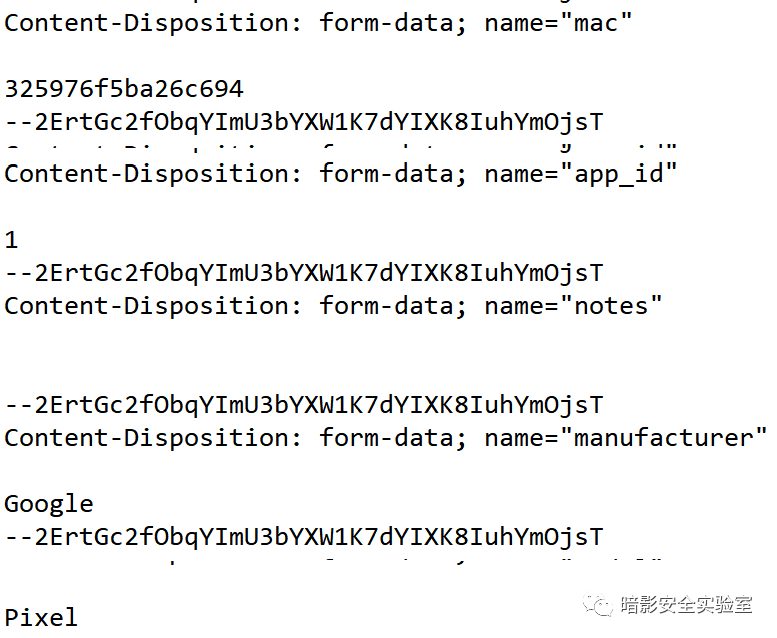 Content-Disposition: form-data; name="mac"
325976f5ba26c694
--2ErtGc2fObqYImU3bYXW1K7dYIXK8IuhYmOjsT
Content-Disposition: form-data; name="app_id"
1
--2ErtGc2fObqYImU3bYXW1K7dYIXK8IuhYmOjsT
Content-Disposition: form-data; name="notes"
--2ErtGc2fObqYImU3bYXW1K7dYIXK8IuhYmOjsT
Content-Disposition: form-data; name="manufacturer"
Google
--2ErtGc2fObqYImU3bYXW1K7dYIXK8IuhYmOjsT
Pixel
暗影安全实验室